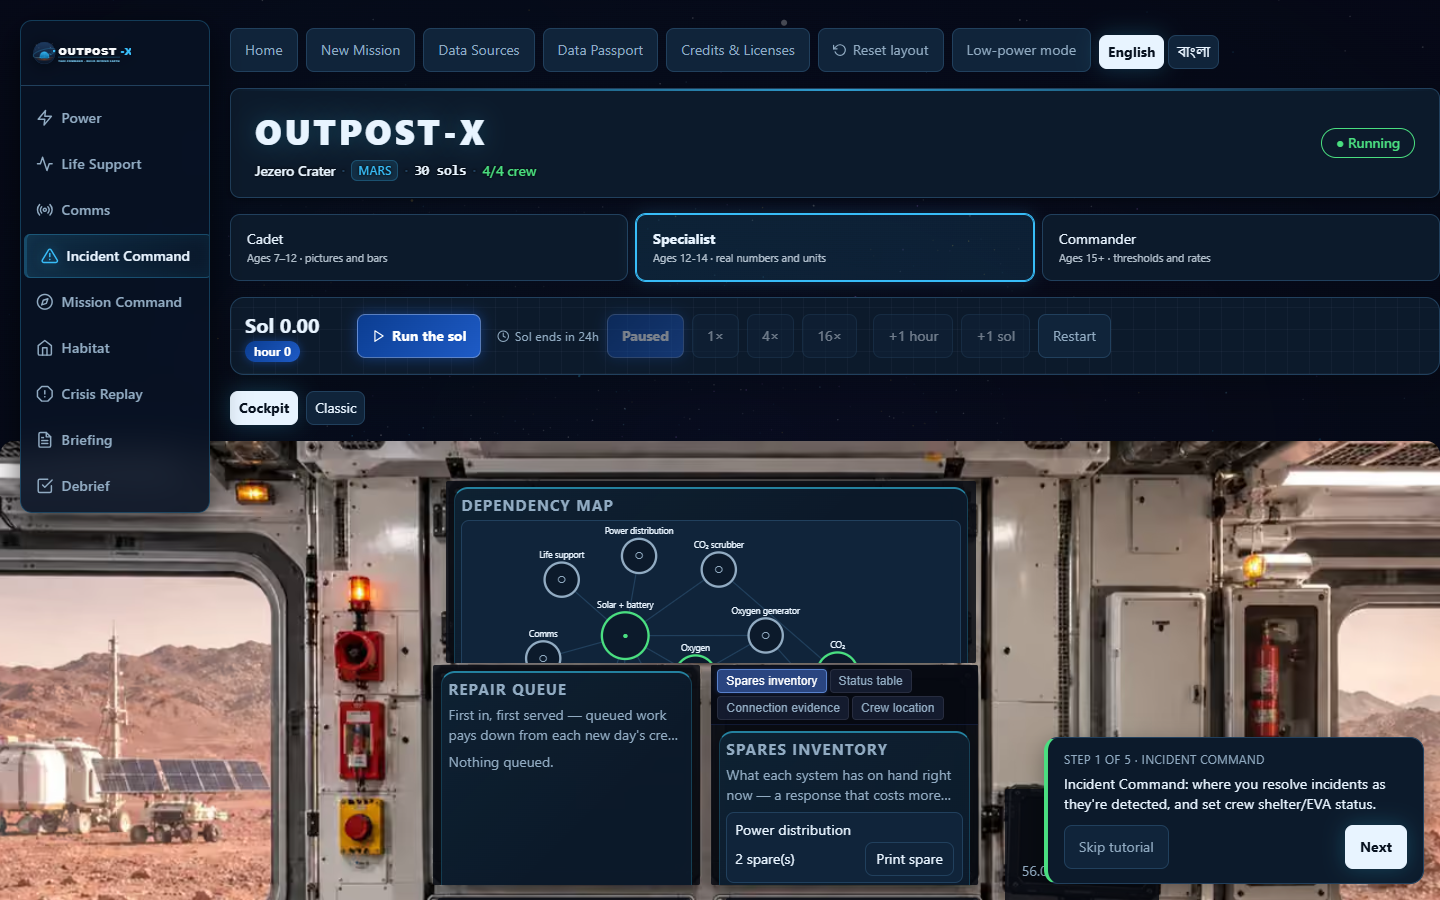 OUTPOST -X
Home
New Mission
Data Sources
Data Passport
Credits & Licenses
Reset layout
Low-power mode
English
বাংলা
Power
Life Support
Comms
Incident Command
Mission Command
Habitat
Crisis Replay
Briefing
Debrief
OUTPOST-X
Jezero Crater · MARS · 30 sols · 4/4 crew
Running
Cadet
Ages 7–12 · pictures and bars
Specialist
Ages 12-14 · real numbers and units
Commander
Ages 15+ · thresholds and rates
Sol 0.00
hour 0
Run the sol
Sol ends in 24h
Paused
1×
4×
16×
+1 hour
+1 sol
Restart
Cockpit
Classic
DEPENDENCY MAP
Power distribution
Life support
CO₂ scrubber
Solar + battery
Oxygen generator
Comms
Oxygen
CO₂
REPAIR QUEUE
First in, first served — queued work
pays down from each new day's cre...
Nothing queued.
Spares inventory
Status table
Connection evidence
Crew location
SPARES INVENTORY
What each system has on hand right
now — a response that costs more...
Power distribution
2 spare(s)
Print spare
56.0
STEP 1 OF 5 · INCIDENT COMMAND
Incident Command: where you resolve incidents as
they're detected, and set crew shelter/EVA status.
Skip tutorial
Next